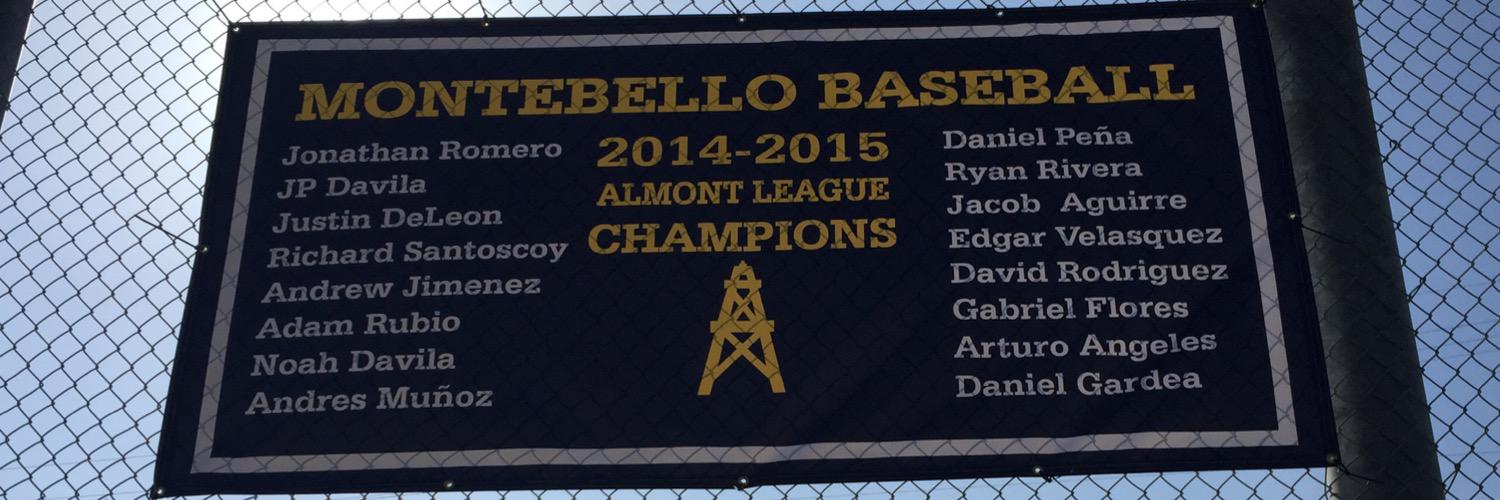 MONTEBELLO BASEBALL
2014-2015
ALMONT LEAGUE
CHAMPIONS
Jonathan Romero
JP Davila
Justin DeLeon
Richard Santoscoy
Andrew Jimenez
Adam Rubio
Noah Davila
Andres Muñoz
Daniel Peña
Ryan Rivera
Jacob Aguirre
Edgar Velasquez
David Rodriguez
Gabriel Flores
Arturo Angeles
Daniel Gardea